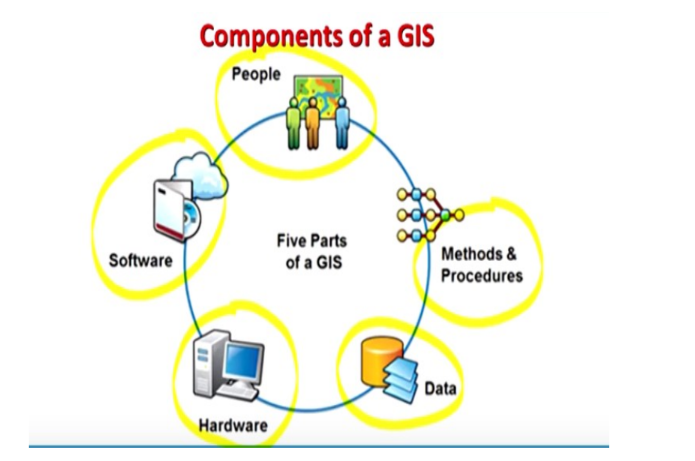 Components of a GIS
People
Five Parts
of a GIS
Software
Methods &
Procedures
Data
Hardware